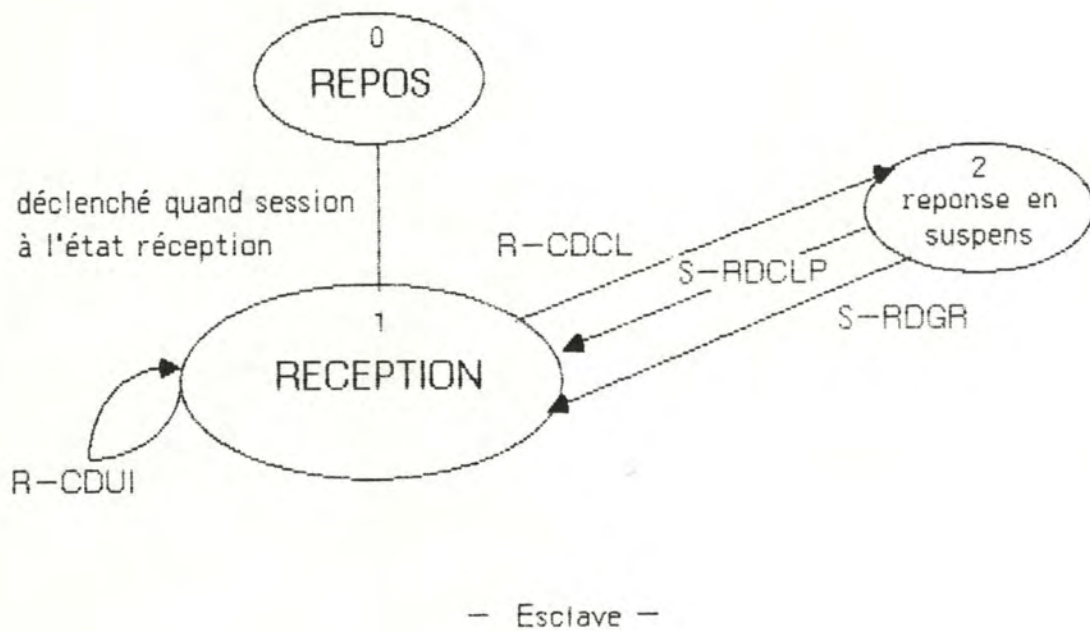 0
REPOS
déclenché quand session
à l'état réception
2
reponse en
suspens
R-CDCL
S-RDCLP
S-RDGR
1
RECEPTION
R-CDUI
- Esclave -